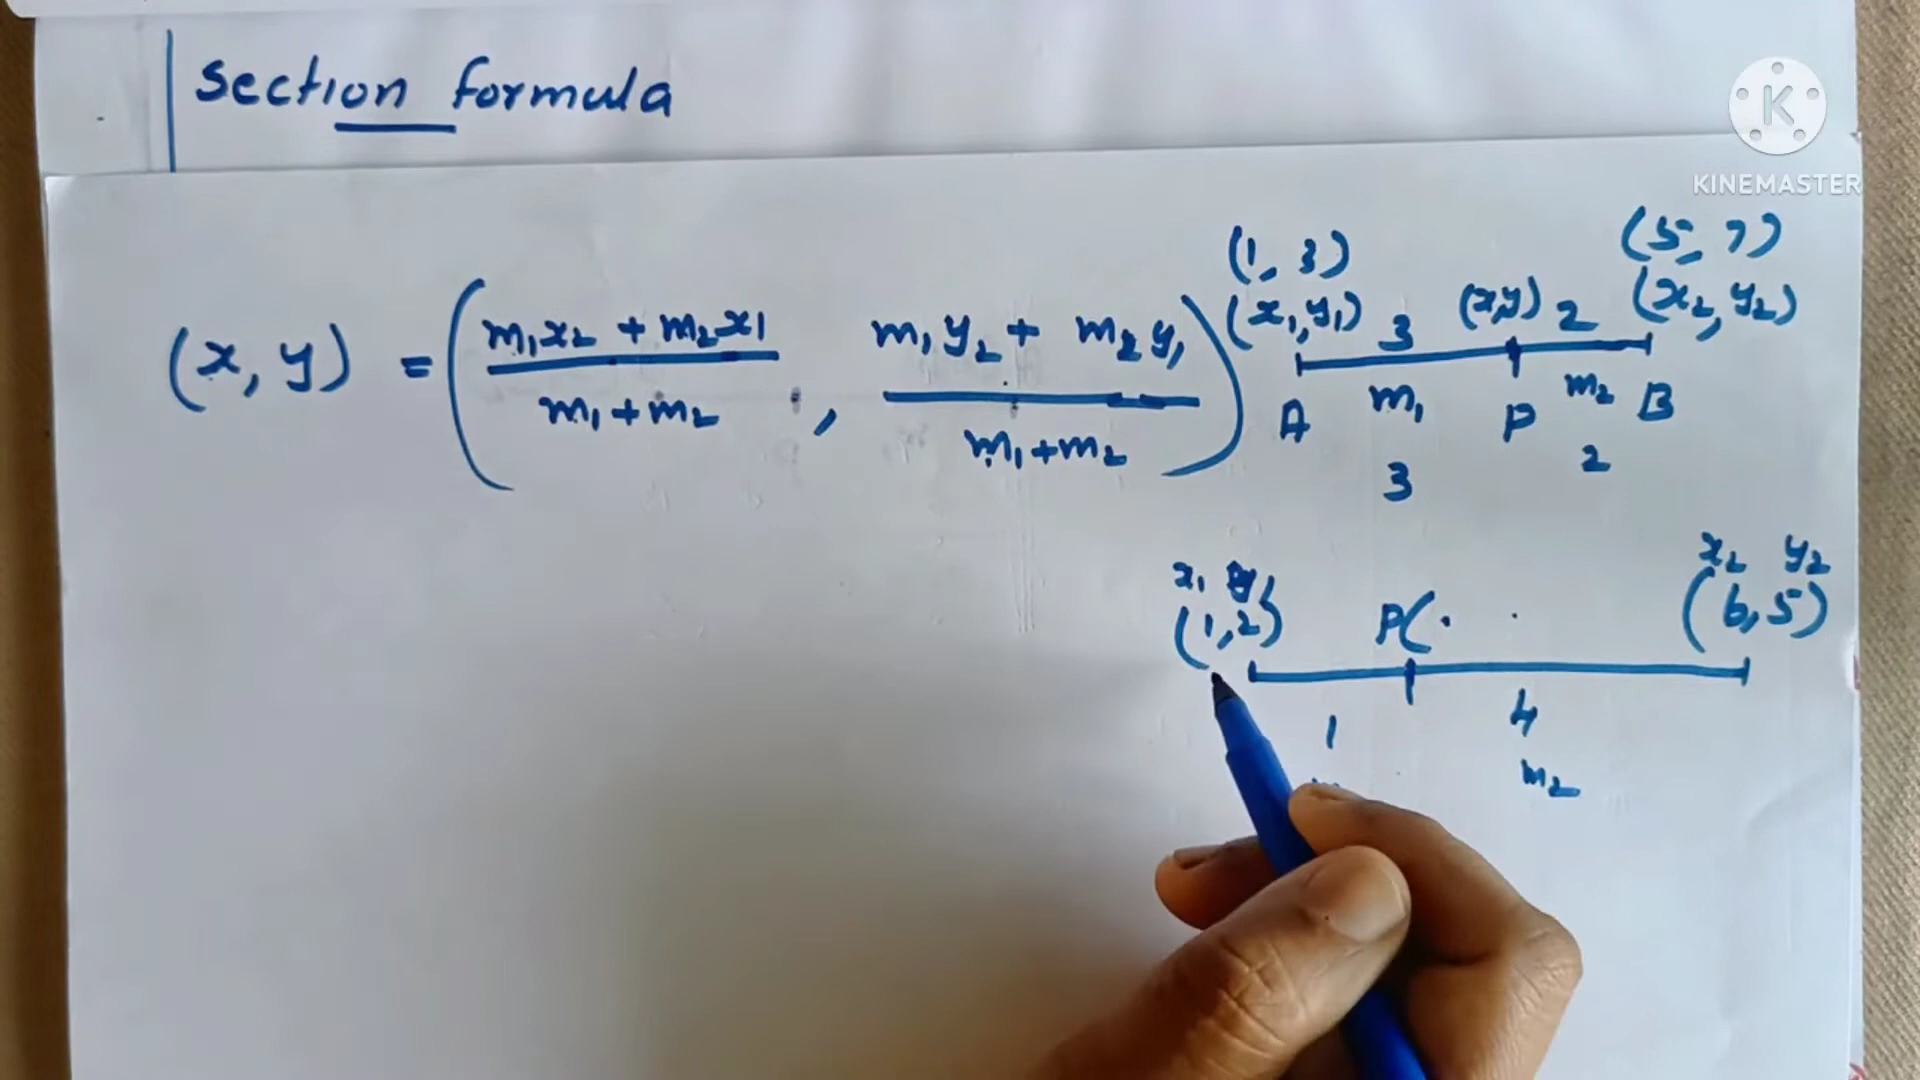 Section formula
K
KINEMASTER
(x, y) = ( m₁x₂ + m₂x₁ / m₁ + m₂ , m₁y₂ + m₂y₁ / m₁ + m₂ )
(1, 3) (5, 7)
(x₁, y₁) 3 (x,y) 2 (x₂, y₂)
A m₁ P m₂ B
3 2
x₁ y₁ x₂ y₂
(1,2) P( . . (6,5)
1 4
m₂